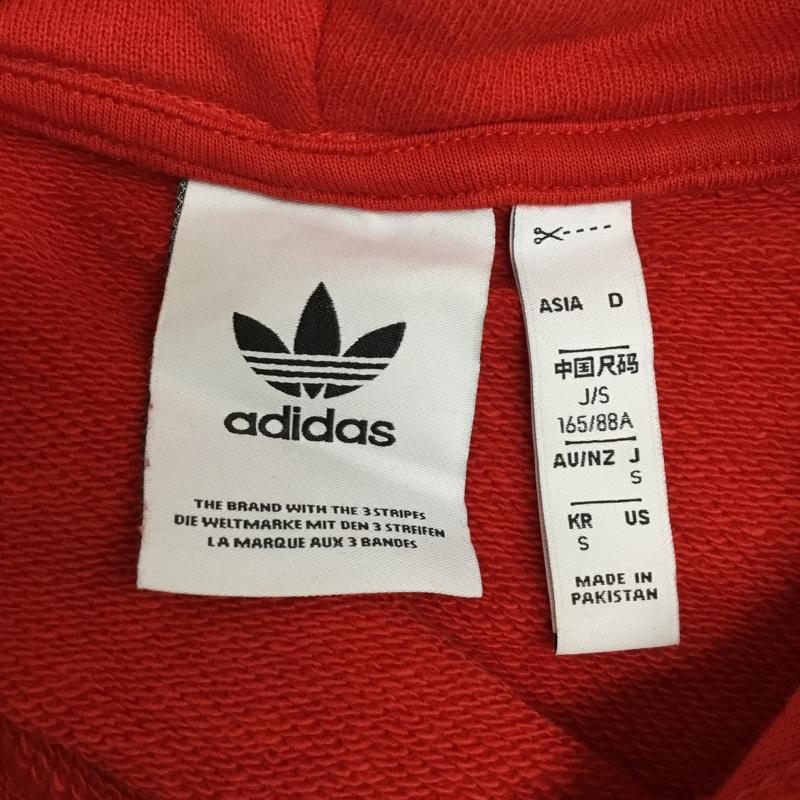 adidas
THE BRAND WITH THE 3 STRIPES
DIE WELTMARKE MIT DEN 3 STREIFEN
LA MARQUE AUX 3 BANDES
ASIA D
中国尺码
J/S
165/88A
AU/NZ J
S
KR US
S
MADE IN
PAKISTAN